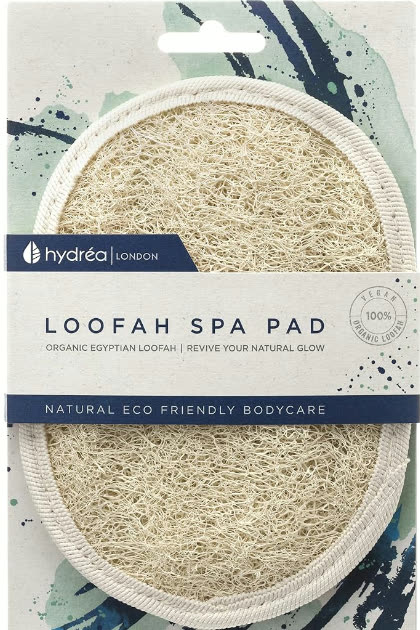 hydréa | LONDON
LOOFAH SPA PAD
ORGANIC EGYPTIAN LOOFAH | REVIVE YOUR NATURAL GLOW
VEGAN
100%
ORGANIC LOOFAH
NATURAL ECO FRIENDLY BODYCARE